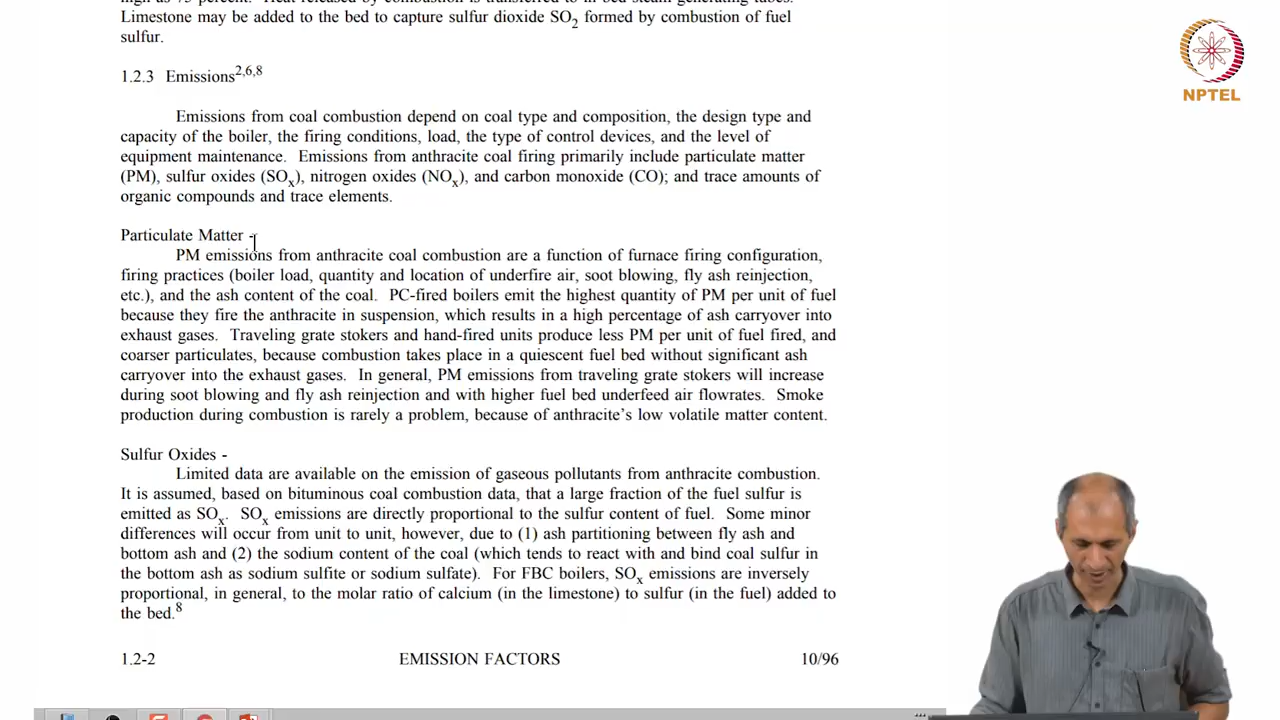 high as 75 percent. Heat released by combustion is transferred to in-bed steam-generating tubes.
Limestone may be added to the bed to capture sulfur dioxide SO2 formed by combustion of fuel
sulfur.
1.2.3 Emissions2,6,8
Emissions from coal combustion depend on coal type and composition, the design type and
capacity of the boiler, the firing conditions, load, the type of control devices, and the level of
equipment maintenance. Emissions from anthracite coal firing primarily include particulate matter
(PM), sulfur oxides (SOx), nitrogen oxides (NOx), and carbon monoxide (CO); and trace amounts of
organic compounds and trace elements.
Particulate Matter -
PM emissions from anthracite coal combustion are a function of furnace firing configuration,
firing practices (boiler load, quantity and location of underfire air, soot blowing, fly ash reinjection,
etc.), and the ash content of the coal. PC-fired boilers emit the highest quantity of PM per unit of fuel
because they fire the anthracite in suspension, which results in a high percentage of ash carryover into
exhaust gases. Traveling grate stokers and hand-fired units produce less PM per unit of fuel fired, and
coarser particulates, because combustion takes place in a quiescent fuel bed without significant ash
carryover into the exhaust gases. In general, PM emissions from traveling grate stokers will increase
during soot blowing and fly ash reinjection and with higher fuel bed underfeed air flowrates. Smoke
production during combustion is rarely a problem, because of anthracite's low volatile matter content.
Sulfur Oxides -
Limited data are available on the emission of gaseous pollutants from anthracite combustion.
It is assumed, based on bituminous coal combustion data, that a large fraction of the fuel sulfur is
emitted as SOx. SOx emissions are directly proportional to the sulfur content of fuel. Some minor
differences will occur from unit to unit, however, due to (1) ash partitioning between fly ash and
bottom ash and (2) the sodium content of the coal (which tends to react with and bind coal sulfur in
the bottom ash as sodium sulfite or sodium sulfate). For FBC boilers, SOx emissions are inversely
proportional, in general, to the molar ratio of calcium (in the limestone) to sulfur (in the fuel) added to
the bed.8
1.2-2 EMISSION FACTORS 10/96
NPTEL